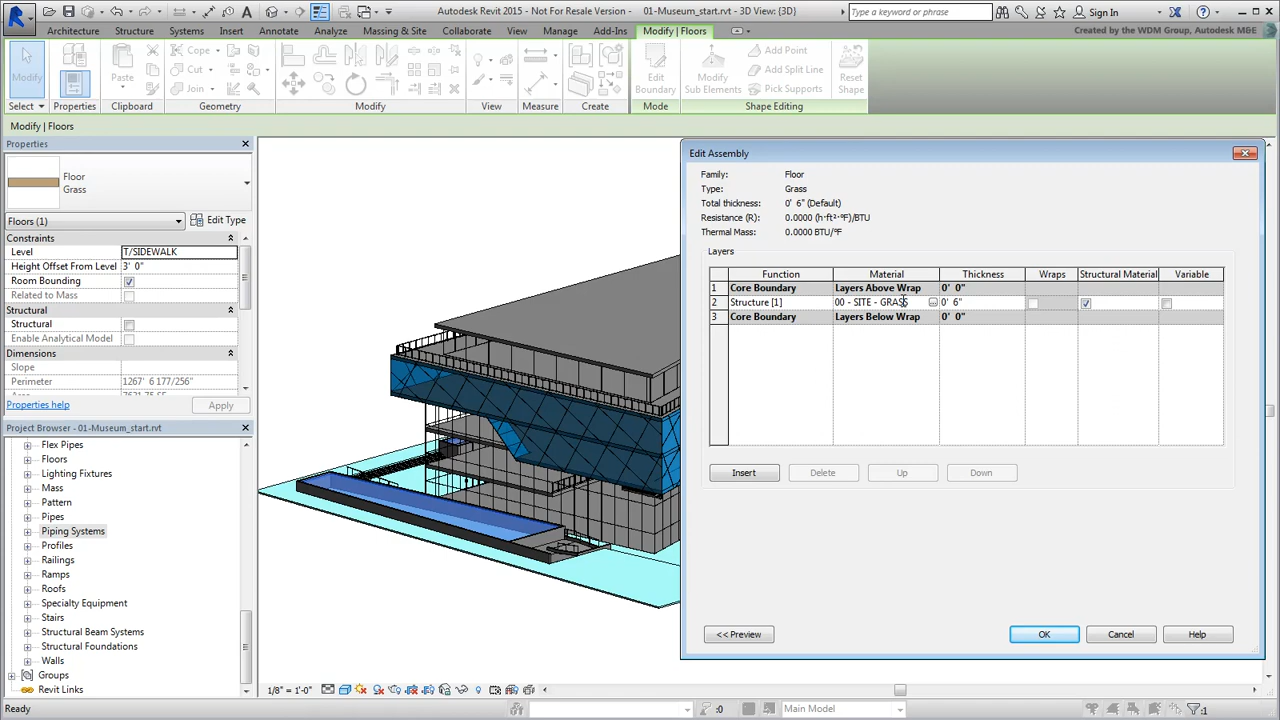 Autodesk Revit 2015 - Not For Resale Version - 01-Museum_start.rvt - 3D View: {3D}
Type a keyword or phrase
Sign In
Architecture Structure Systems Insert Annotate Analyze Massing & Site Collaborate View Manage Add-Ins Modify | Floors
Created by the WDM Group, Autodesk MBE
Modify
Properties
Paste
Cope
Cut
Join
Edit Boundary
Modify Sub Elements
Add Point
Add Split Line
Pick Supports
Reset Shape
Select Properties Clipboard Geometry Modify View Measure Create Mode Shape Editing
Modify | Floors
Properties
Floor
Grass
Floors (1)
Edit Type
Constraints
Level T/SIDEWALK
Height Offset From Level 3' 0"
Room Bounding
Related to Mass
Structural
Structural
Enable Analytical Model
Dimensions
Slope
Perimeter 1267' 6 177/256"
Properties help
Apply
Project Browser - 01-Museum_start.rvt
Flex Pipes
Floors
Lighting Fixtures
Mass
Pattern
Pipes
Piping Systems
Profiles
Railings
Ramps
Roofs
Specialty Equipment
Stairs
Structural Beam Systems
Structural Foundations
Walls
Groups
Revit Links
Edit Assembly
Family: Floor
Type: Grass
Total thickness: 0' 6" (Default)
Resistance (R): 0.0000 (h·ft²·°F)/BTU
Thermal Mass: 0.0000 BTU/°F
Layers
Function Material Thickness Wraps Structural Material Variable
1 Core Boundary Layers Above Wrap 0' 0"
2 Structure [1] 00 - SITE - GRASS 0' 6"
3 Core Boundary Layers Below Wrap 0' 0"
Insert Delete Up Down
<< Preview OK Cancel Help
1/8" = 1'-0"
Ready
:0
Main Model
:1